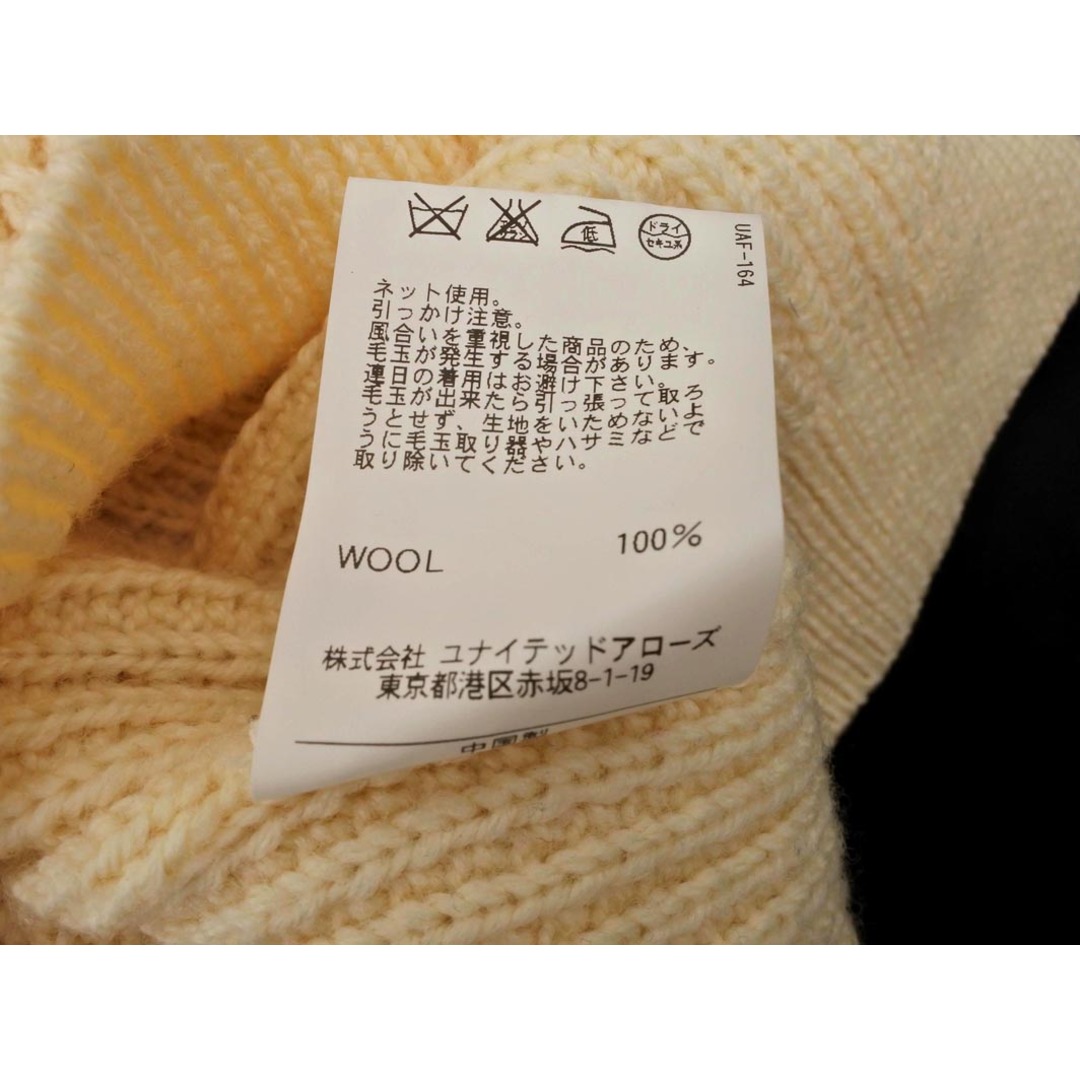 エンソ サラシ
低
ドライ
セキユ系
UAF-164
ネット使用。
引っかけ注意。
風合いを重視した商品のため、
毛玉が発生する場合があります。
連日の着用はお避け下さい。
毛玉が出来たら引っ張って取ろ
うとせず、生地をいためないよ
うに毛玉取り器やハサミなどで
取り除いてください。
WOOL 100%
株式会社 ユナイテッドアローズ
東京都港区赤坂8-1-19
中国製